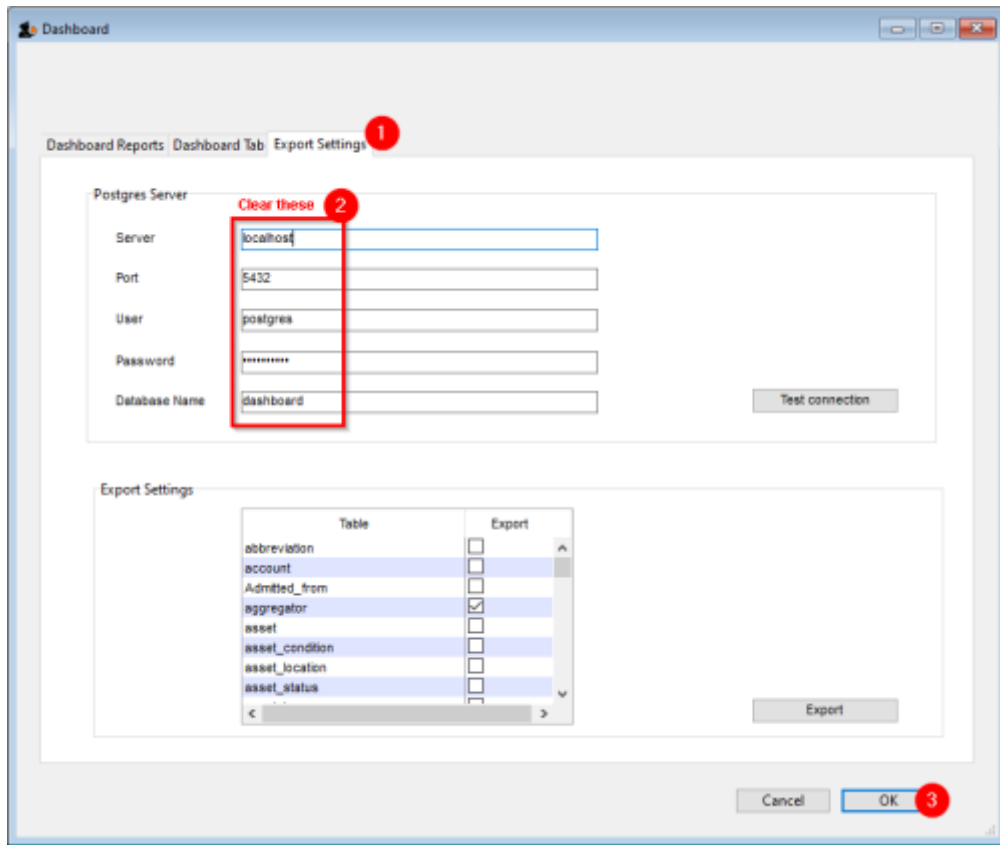 Dashboard
Dashboard Reports Dashboard Tab Export Settings 1
Postgres Server
Clear these 2
Server localhost
Port 5432
User postgres
Password ••••••••••
Database Name dashboard
Test connection
Export Settings
Table Export
abbreviation
account
Admitted_from
aggregator
asset
asset_condition
asset_location
asset_status
Export
Cancel OK 3